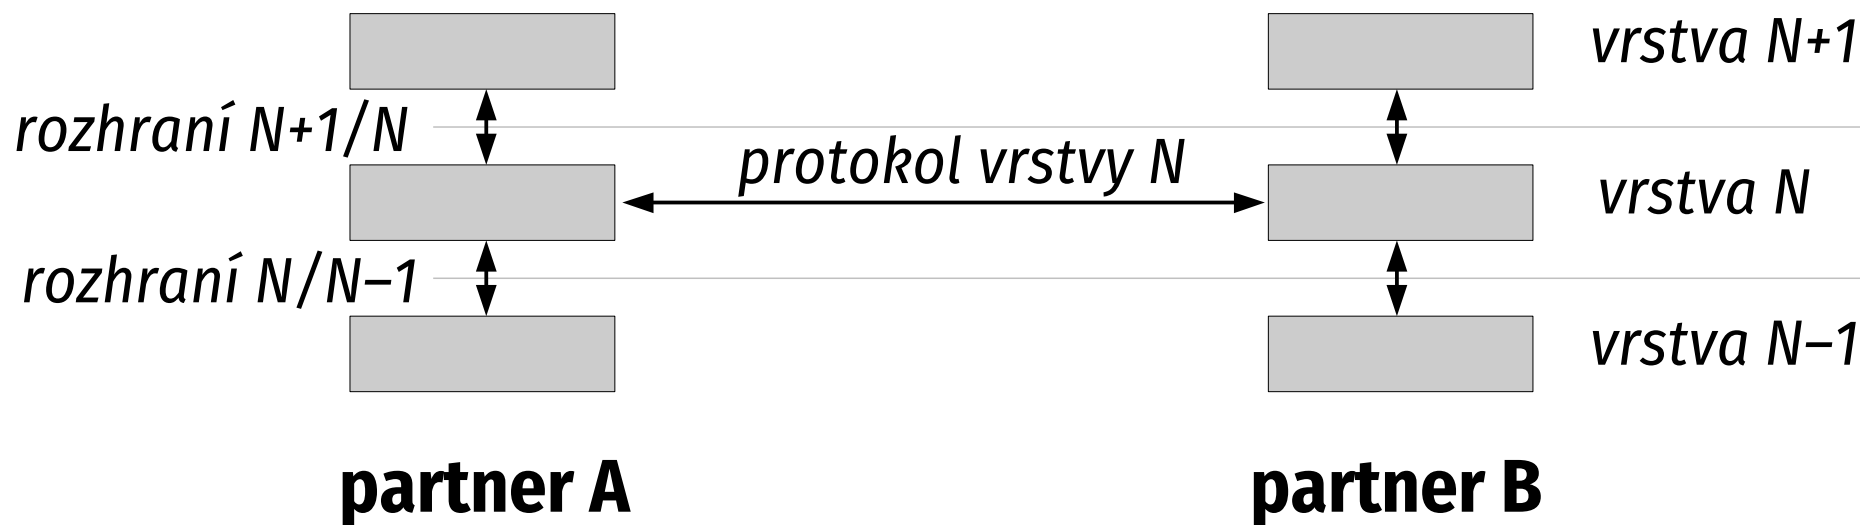 vrstva N+1
rozhraní N+1/N
protokol vrstvy N
vrstva N
rozhraní N/N–1
vrstva N–1
partner A
partner B